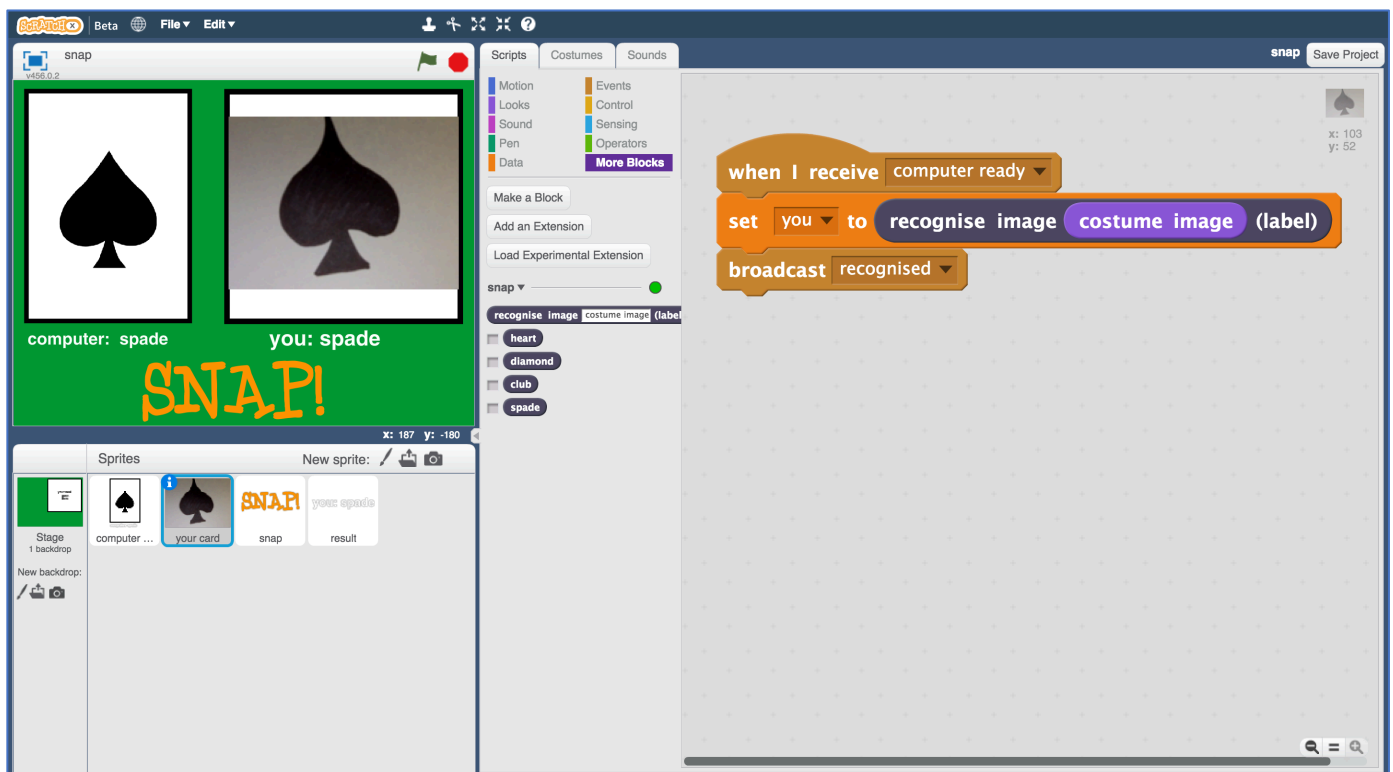 SCRATCHX Beta File▾ Edit▾
snap
v456.0.2
computer: spade
you: spade
SNAP!
x: 187 y: -180
Sprites
New sprite:
Stage
1 backdrop
New backdrop:
computer ...
SNAP!
your card
snap
you: spade
result
Scripts
Costumes
Sounds
Motion
Looks
Sound
Pen
Data
Events
Control
Sensing
Operators
More Blocks
Make a Block
Add an Extension
Load Experimental Extension
snap▾
recognise image costume image (label
heart
diamond
club
spade
snap
Save Project
x: 103
y: 52
when I receive computer ready
set you to recognise image costume image (label)
broadcast recognised